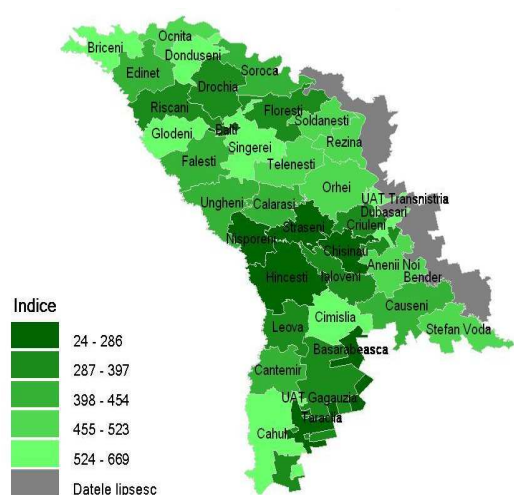 Ocnita
Briceni
Donduseni
Edinet
Soroca
Drochia
Riscani
Floresti
Soldanesti
Balti
Glodeni
Rezina
Singerei
Falesti
Telenesti
Orhei
UAT Transnistria
Ungheni
Calarasi
Dubasari
Straseni
Criuleni
Nisporeni
Chisinau
Anenii Noi
Hincesti
Ialoveni
Bender
Causeni
Cimislia
Stefan Voda
Leova
Basarabeasca
Cantemir
UAT Gagauzia
Taraclia
Cahul
Indice
24 - 286
287 - 397
398 - 454
455 - 523
524 - 669
Datele lipsesc